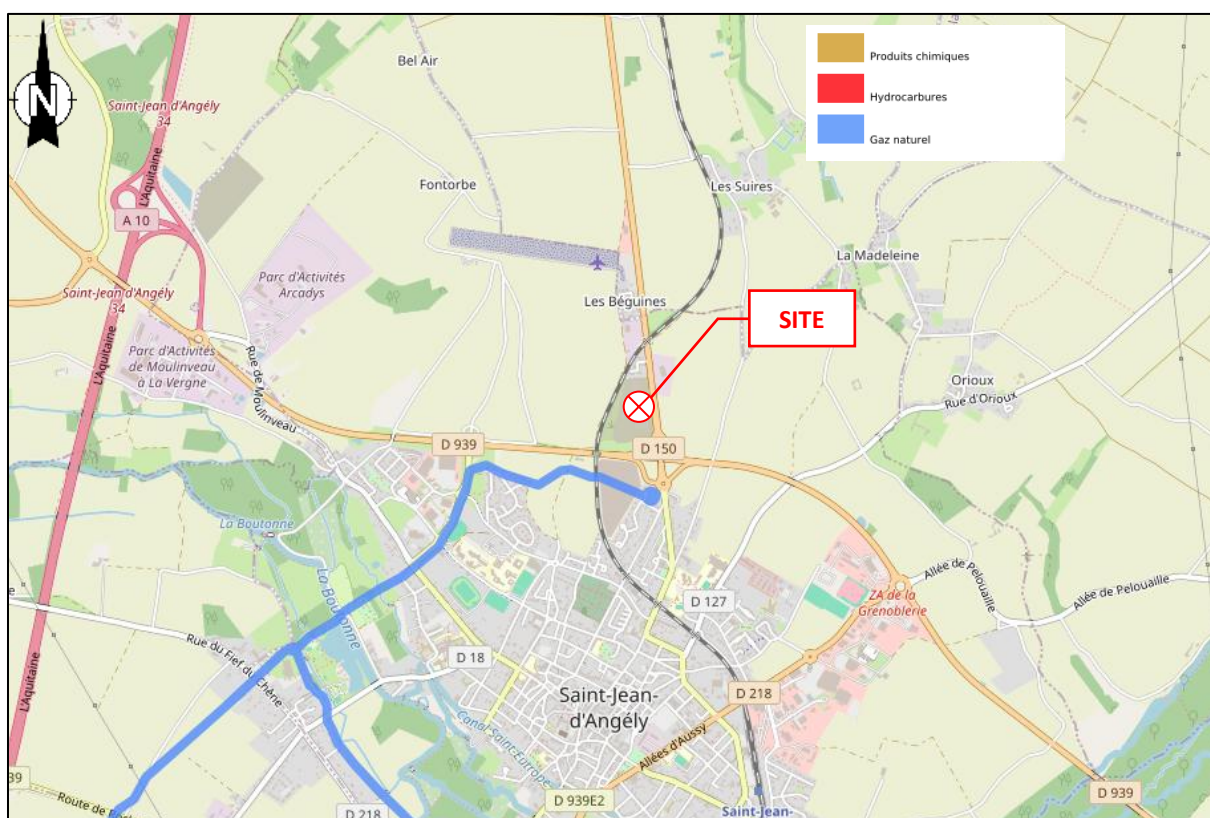 N
Produits chimiques
Hydrocarbures
Gaz naturel
Bel Air
Saint-Jean d'Angély
34
L'Aquitaine
A 10
Les Suires
Fontorbe
La Madeleine
Parc d'Activités
Arcadys
Saint-Jean d'Angély
34
Les Béguines
SITE
L'Aquitaine
Parc d'Activités
de Moulinveau
à La Vergne
Rue de Moulinveau
Orioux
Rue d'Orioux
D 939
D 150
La Boutonne
La Boutonne
Allée de Pelouaille
Allée de Pelouaille
ZA de la
Grenoblerie
D 127
Rue du Fief du Chérie
D 18
L'Aquitaine
Saint-Jean-
d'Angély
D 218
Canal Saint-Eutrope
Allées d'Aussy
39
Route de
D 939E2
D 218
Saint-Jean-
D 939